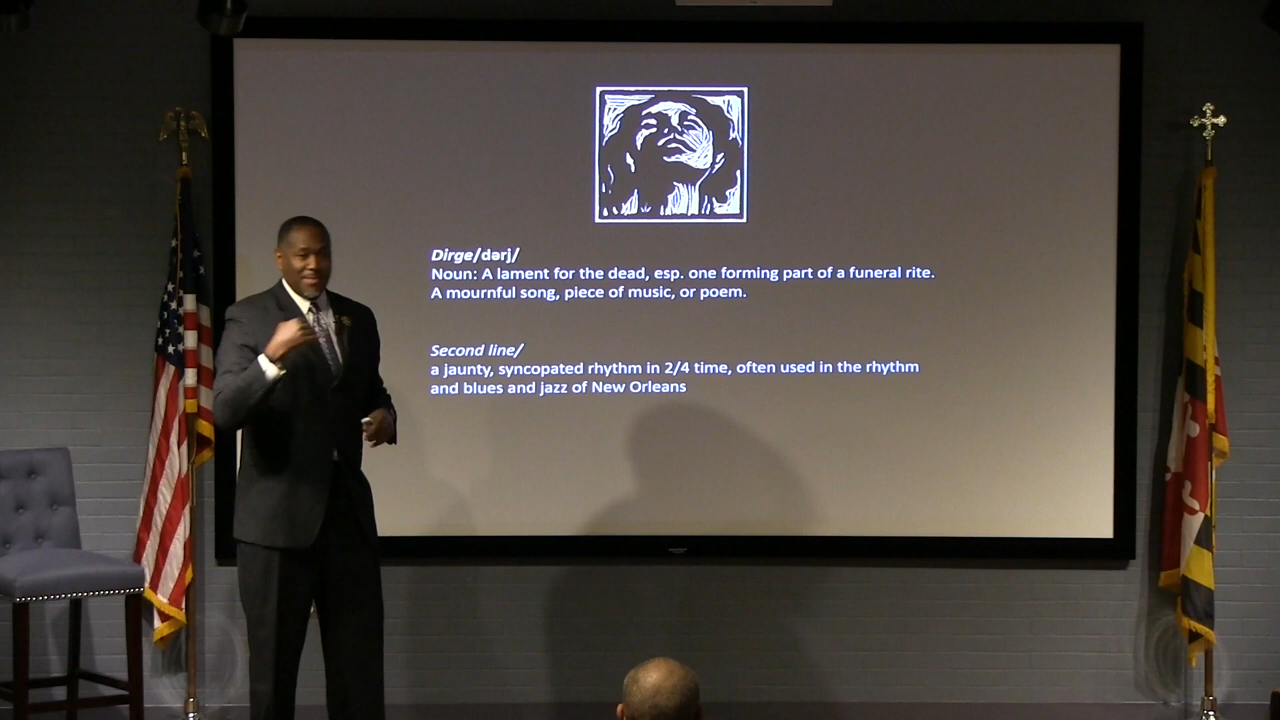 Dirge/dərj/
Noun: A lament for the dead, esp. one forming part of a funeral rite.
A mournful song, piece of music, or poem.
Second line/
a jaunty, syncopated rhythm in 2/4 time, often used in the rhythm
and blues and jazz of New Orleans